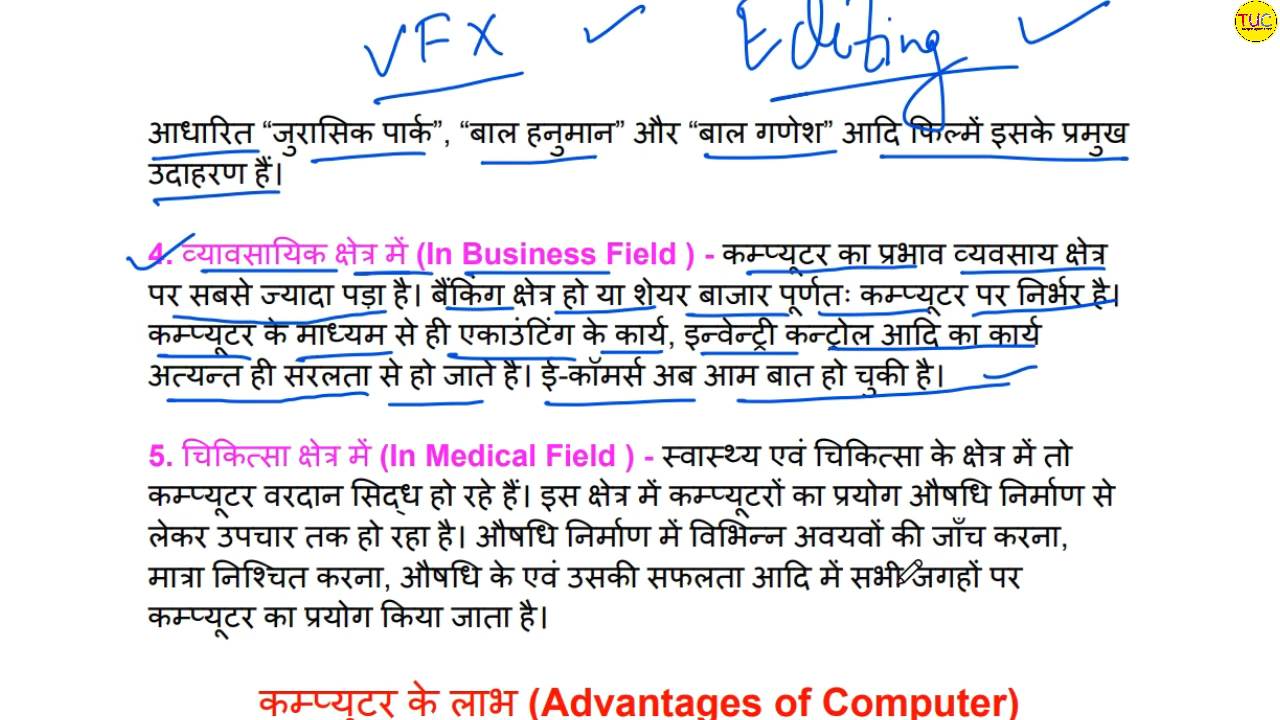 VFX ✓ Editing ✓
TUC
आधारित “जुरासिक पार्क”, “बाल हनुमान” और “बाल गणेश” आदि फिल्में इसके प्रमुख
उदाहरण हैं।
4. व्यावसायिक क्षेत्र में (In Business Field ) - कम्प्यूटर का प्रभाव व्यवसाय क्षेत्र
पर सबसे ज्यादा पड़ा है। बैंकिंग क्षेत्र हो या शेयर बाजार पूर्णतः कम्प्यूटर पर निर्भर है।
कम्प्यूटर के माध्यम से ही एकाउंटिंग के कार्य, इन्वेन्ट्री कन्ट्रोल आदि का कार्य
अत्यन्त ही सरलता से हो जाते है। ई-कॉमर्स अब आम बात हो चुकी है।
5. चिकित्सा क्षेत्र में (In Medical Field ) - स्वास्थ्य एवं चिकित्सा के क्षेत्र में तो
कम्प्यूटर वरदान सिद्ध हो रहे हैं। इस क्षेत्र में कम्प्यूटरों का प्रयोग औषधि निर्माण से
लेकर उपचार तक हो रहा है। औषधि निर्माण में विभिन्न अवयवों की जाँच करना,
मात्रा निश्चित करना, औषधि के एवं उसकी सफलता आदि में सभी जगहों पर
कम्प्यूटर का प्रयोग किया जाता है।
कम्प्यूटर के लाभ (Advantages of Computer)